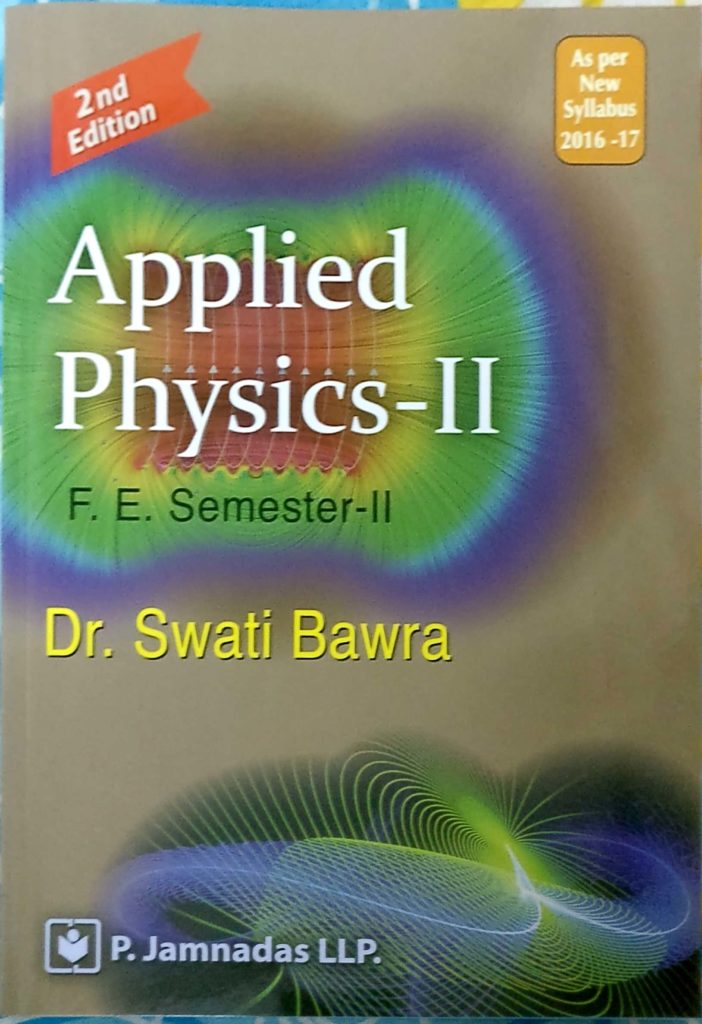 2nd
Edition
As per
New
Syllabus
2016 -17
Applied
Physics-II
F. E. Semester-II
Dr. Swati Bawra
P. Jamnadas LLP.